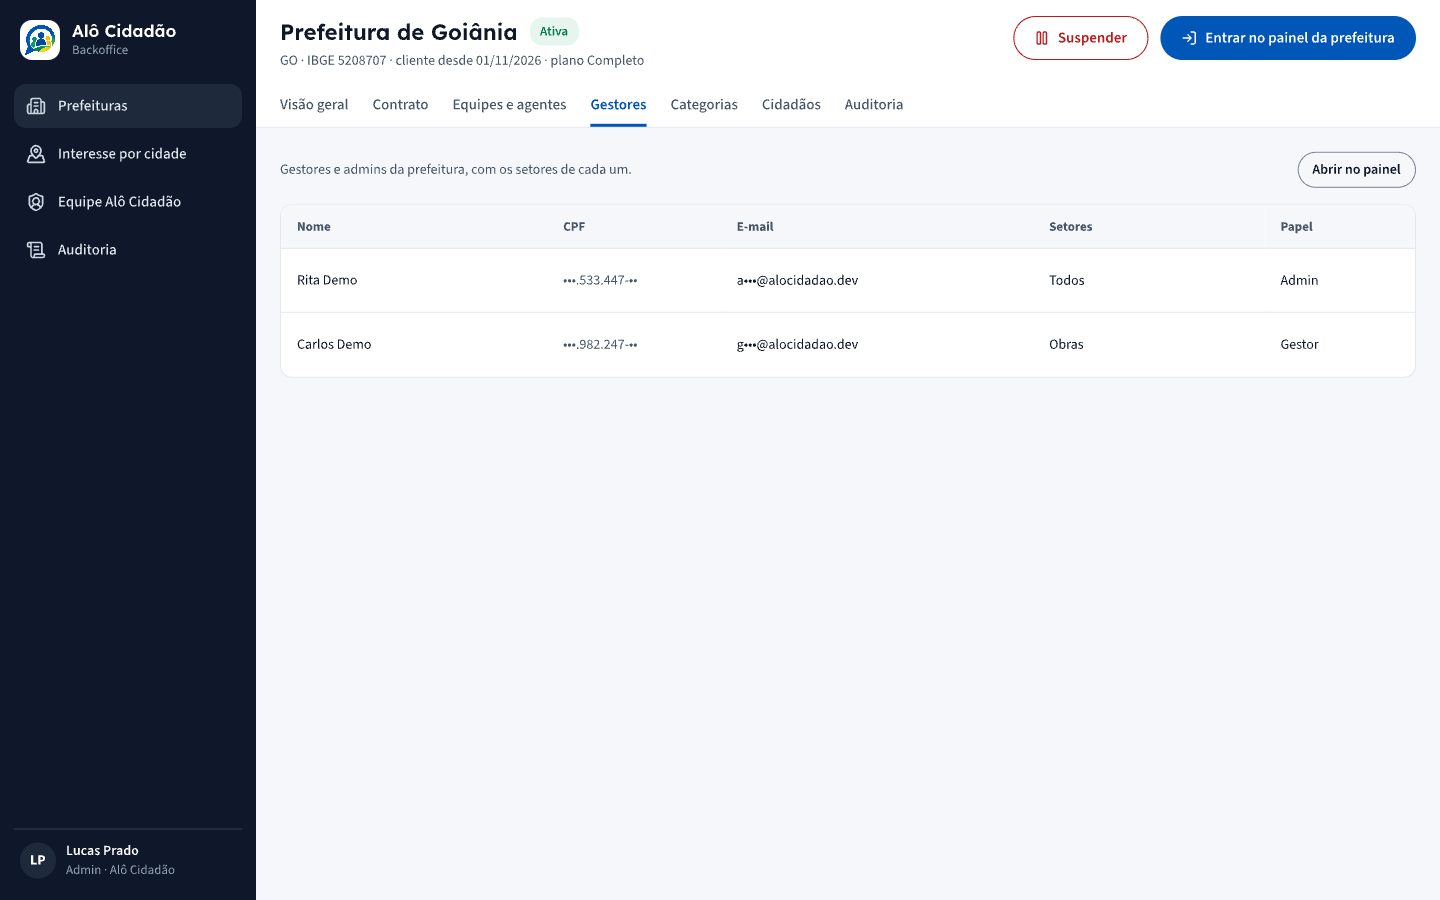 Alô Cidadão
Backoffice
Prefeituras
Interesse por cidade
Equipe Alô Cidadão
Auditoria
LP
Lucas Prado
Admin · Alô Cidadão
Prefeitura de Goiânia
Ativa
GO · IBGE 5208707 · cliente desde 01/11/2026 · plano Completo
Suspender
Entrar no painel da prefeitura
Visão geral Contrato Equipes e agentes Gestores Categorias Cidadãos Auditoria
Gestores e admins da prefeitura, com os setores de cada um.
Abrir no painel
Nome CPF E-mail Setores Papel
Rita Demo •••.533.447-•• a•••@alocidadao.dev Todos Admin
Carlos Demo •••.982.247-•• g•••@alocidadao.dev Obras Gestor